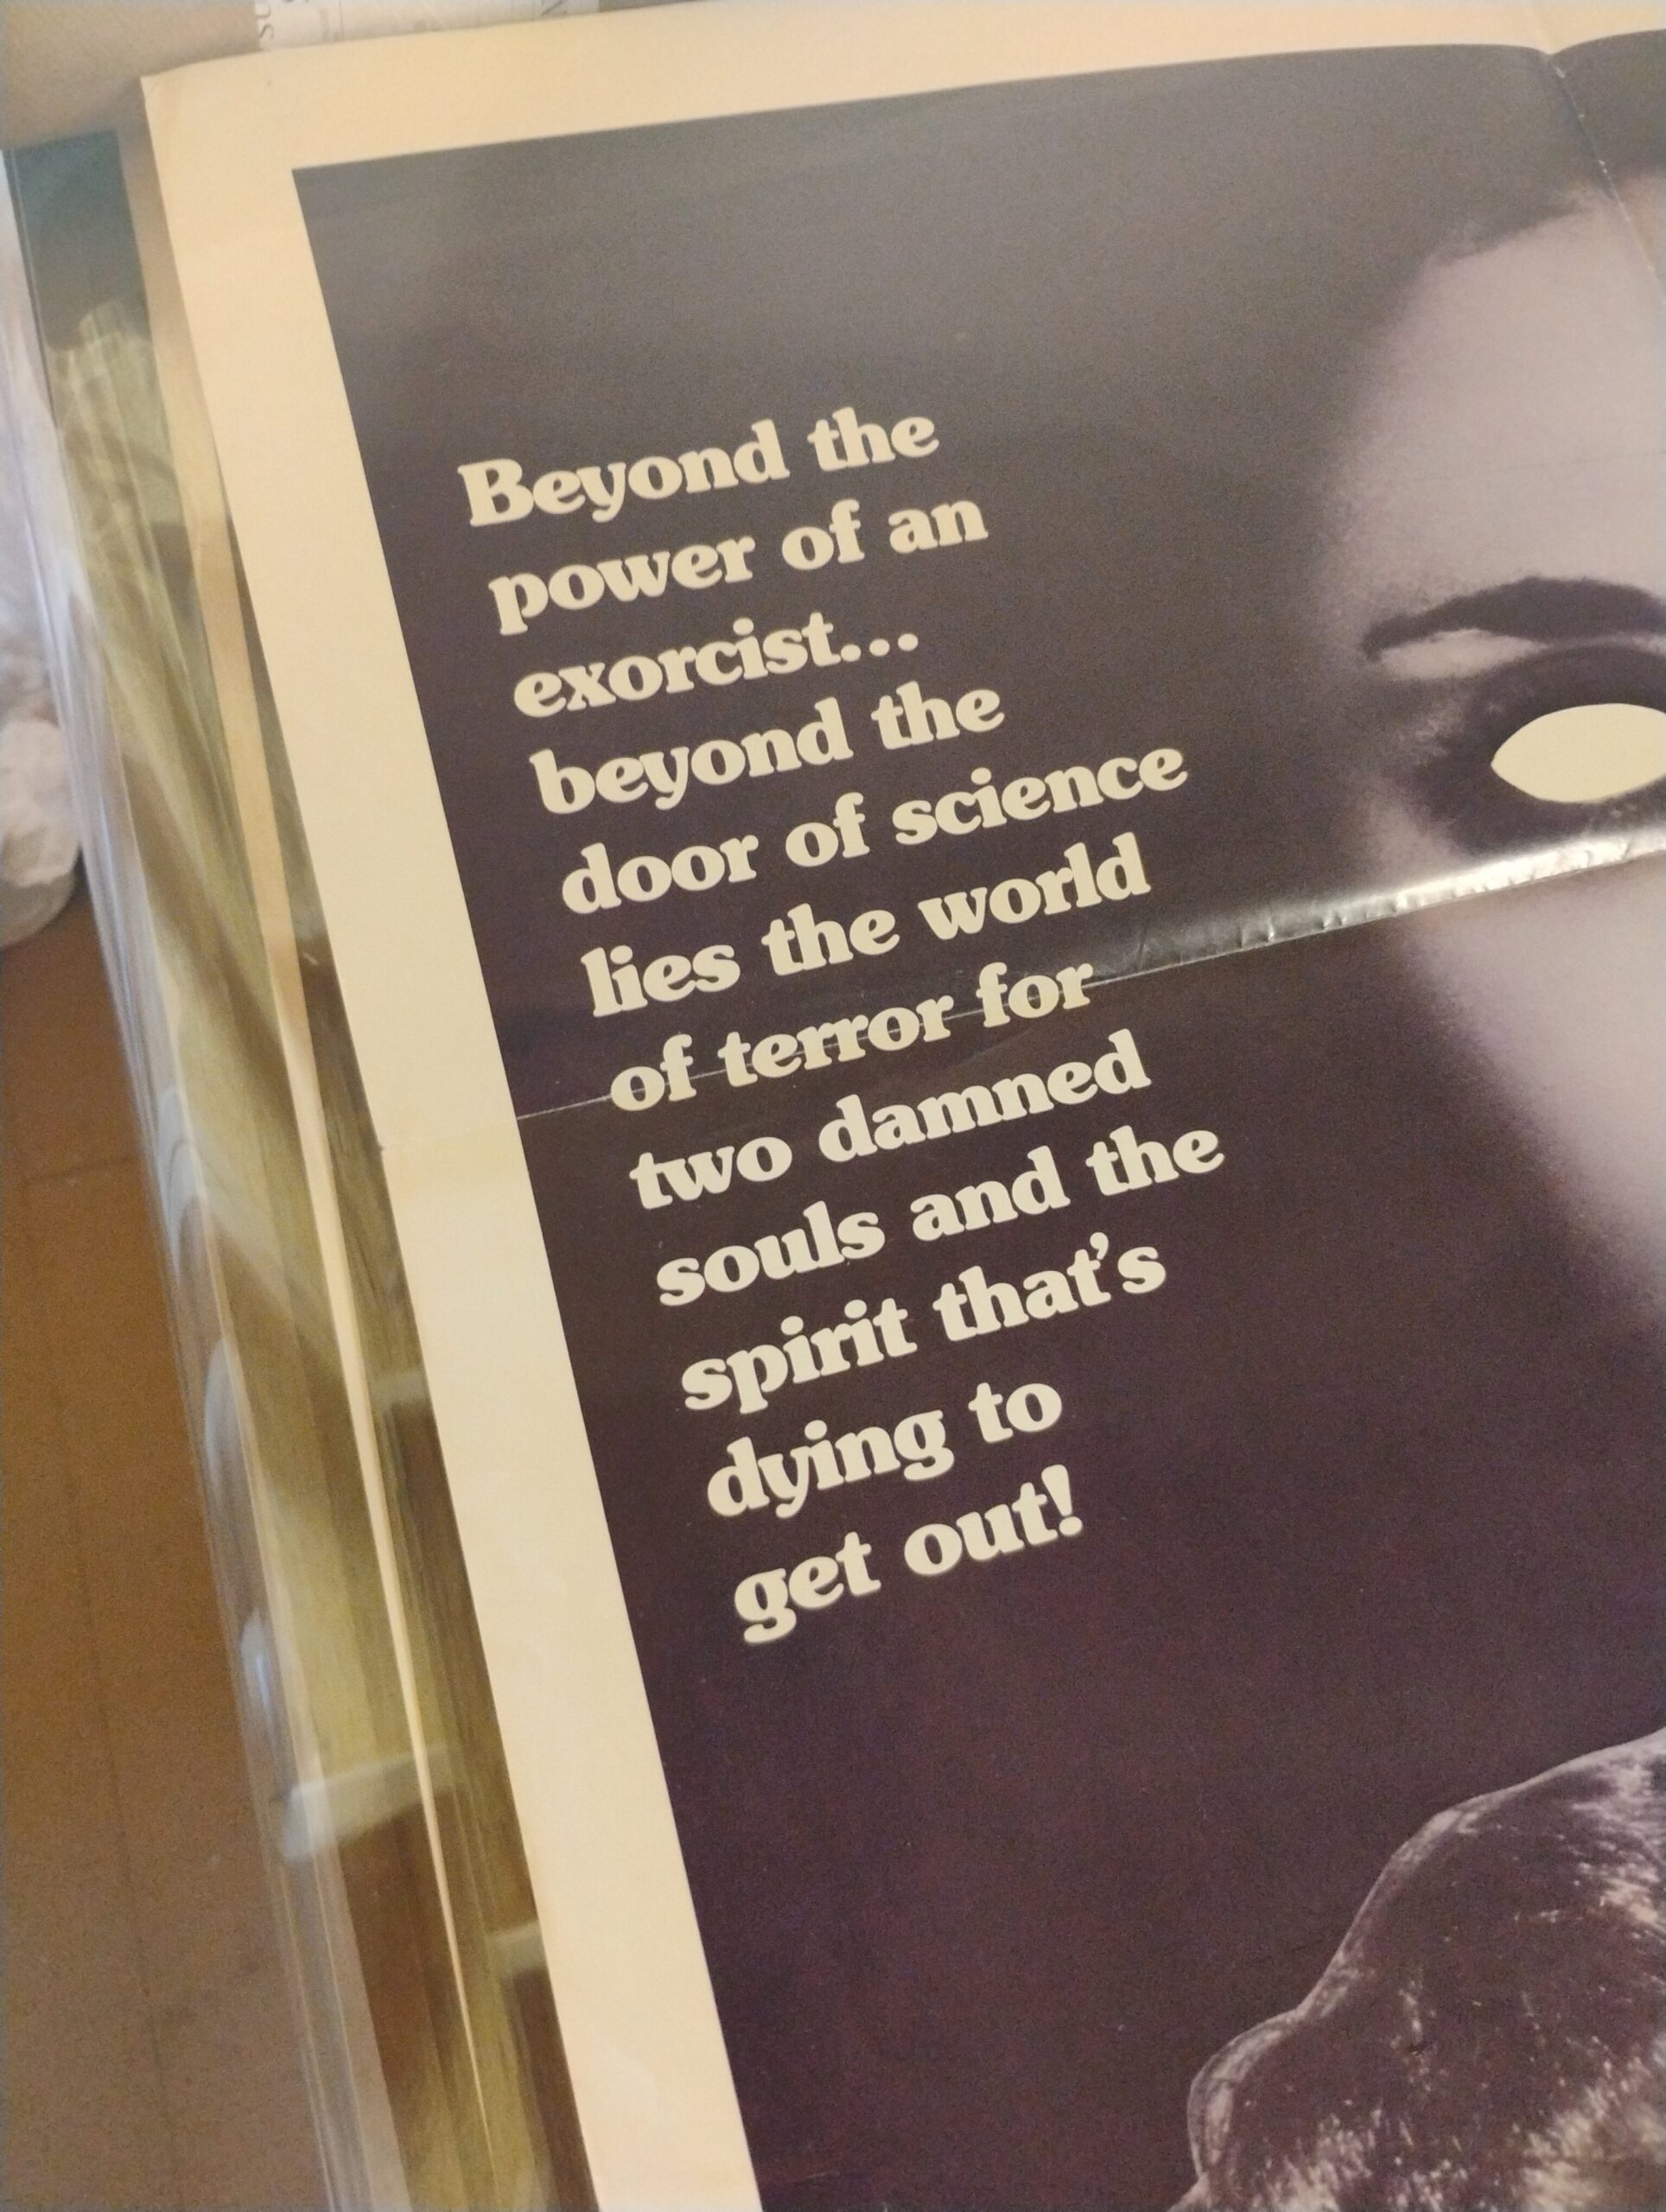 Beyond the
power of an
exorcist...
beyond the
door of science
lies the world
of terror for
two damned
souls and the
spirit that's
dying to
get out!